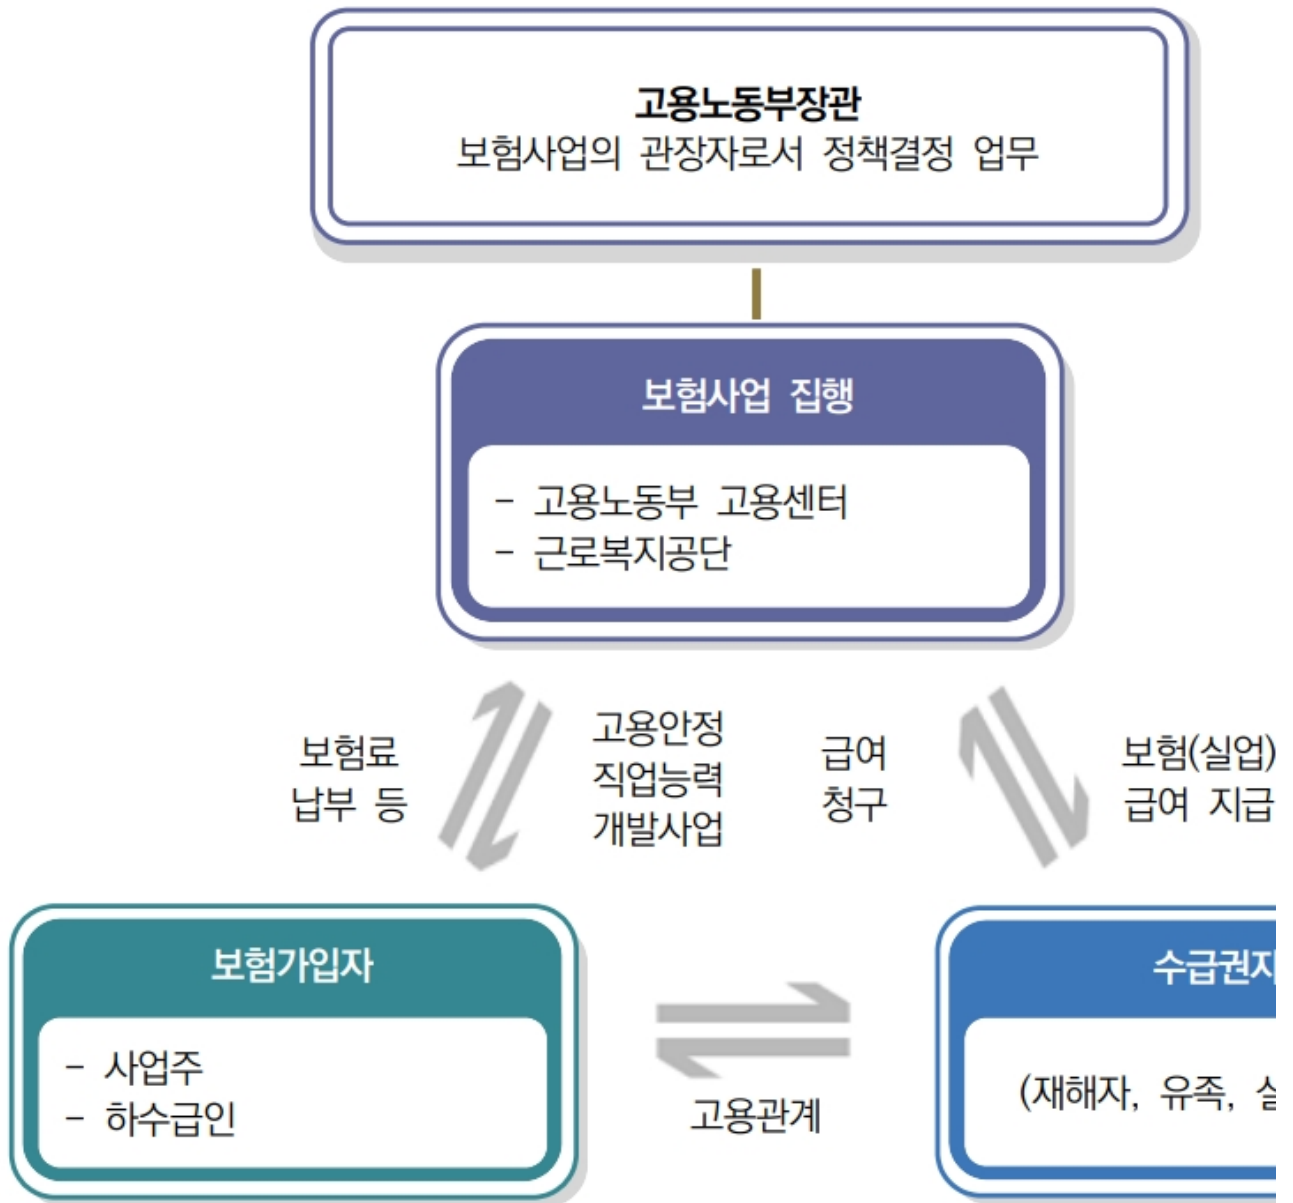 고용노동부장관
보험사업의 관장자로서 정책결정 업무
보험사업 집행
- 고용노동부 고용센터
- 근로복지공단
보험료
납부 등
고용안정
직업능력
개발사업
급여
청구
보험(실업)
급여 지급
보험가입자
- 사업주
- 하수급인
고용관계
수급권자
(재해자, 유족,